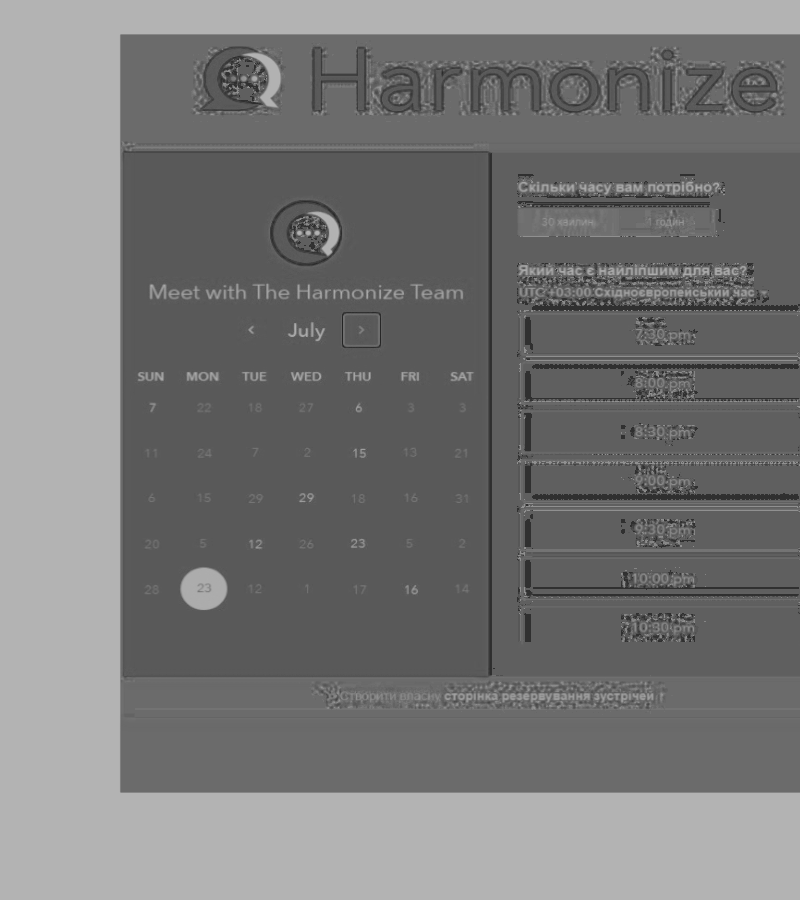 Harmonize
Meet with The Harmonize Team
‹ July ›
SUN MON TUE WED THU FRI SAT
7 22 18 27 6 3 3
11 24 7 2 15 13 21
6 15 29 29 18 16 31
20 5 12 26 23 5 2
28 23 12 1 17 16 14
Скільки часу вам потрібно?
30 хвилин 1 годин
Який час є найліпшим для вас?
UTC +03:00 Східноєвропейський час
7:30 pm
8:00 pm
8:30 pm
9:00 pm
9:30 pm
10:00 pm
10:30 pm
Створити власну сторінка резервування зустрічей !